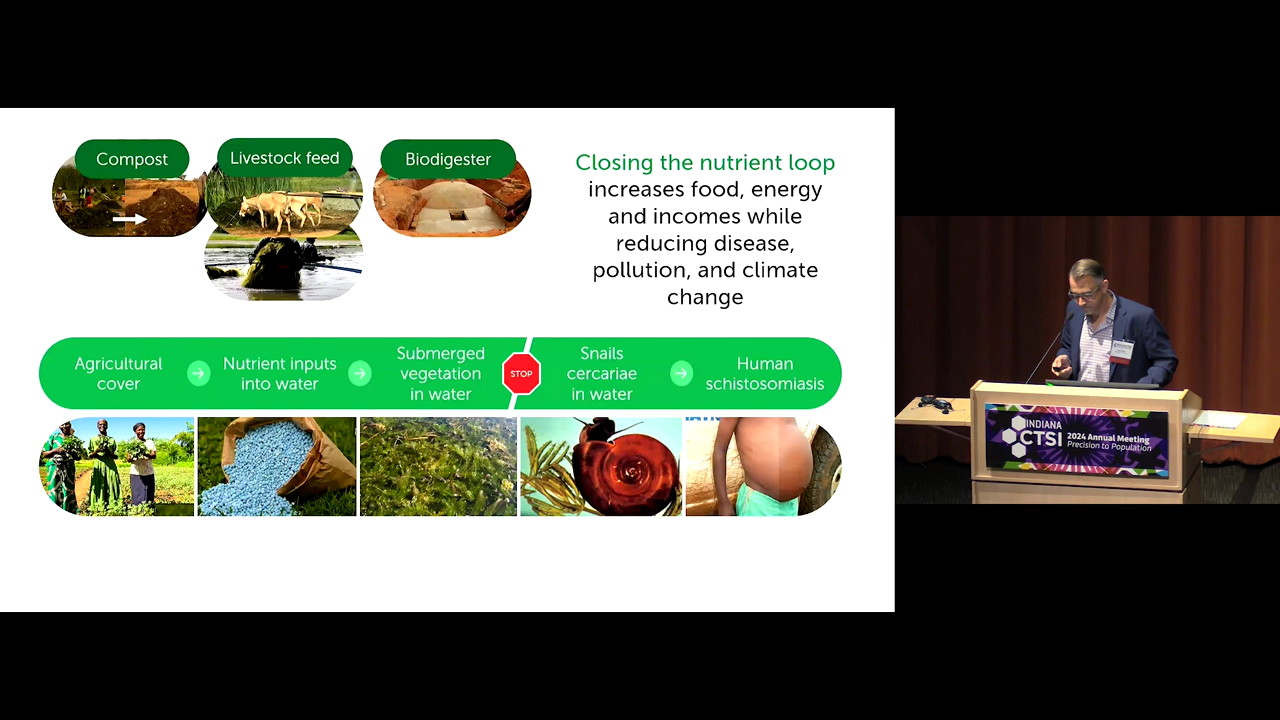 Compost
Livestock feed
Biodigester
Closing the nutrient loop
increases food, energy
and incomes while
reducing disease,
pollution, and climate
change
Agricultural
cover
Nutrient inputs
into water
Submerged
vegetation
in water
STOP
Snails
cercariae
in water
Human
schistosomiasis
INDIANA
CTSI
2024 Annual Meeting
Precision to Population